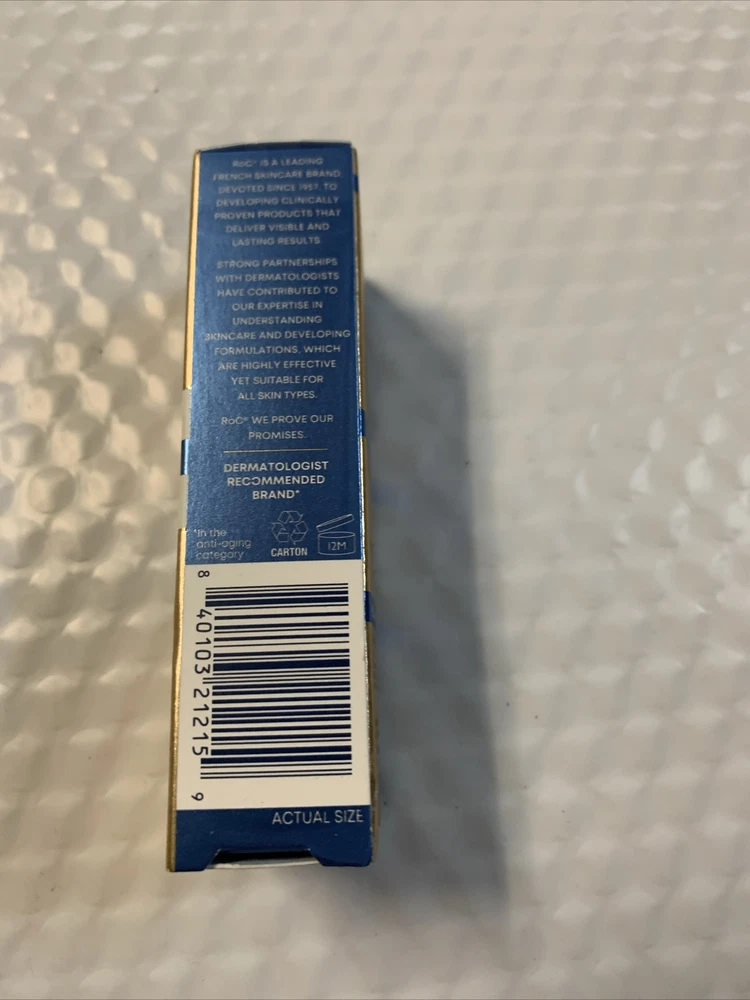 RoC® IS A LEADING
FRENCH SKINCARE BRAND
DEVOTED SINCE 1957, TO
DEVELOPING CLINICALLY
PROVEN PRODUCTS THAT
DELIVER VISIBLE AND
LASTING RESULTS
STRONG PARTNERSHIPS
WITH DERMATOLOGISTS
HAVE CONTRIBUTED TO
OUR EXPERTISE IN
UNDERSTANDING
SKINCARE AND DEVELOPING
FORMULATIONS, WHICH
ARE HIGHLY EFFECTIVE
YET SUITABLE FOR
ALL SKIN TYPES.
RoC® WE PROVE OUR
PROMISES.
DERMATOLOGIST
RECOMMENDED
BRAND*
*In the
anti-aging
category
CARTON
12M
8 40103 21215 9
ACTUAL SIZE